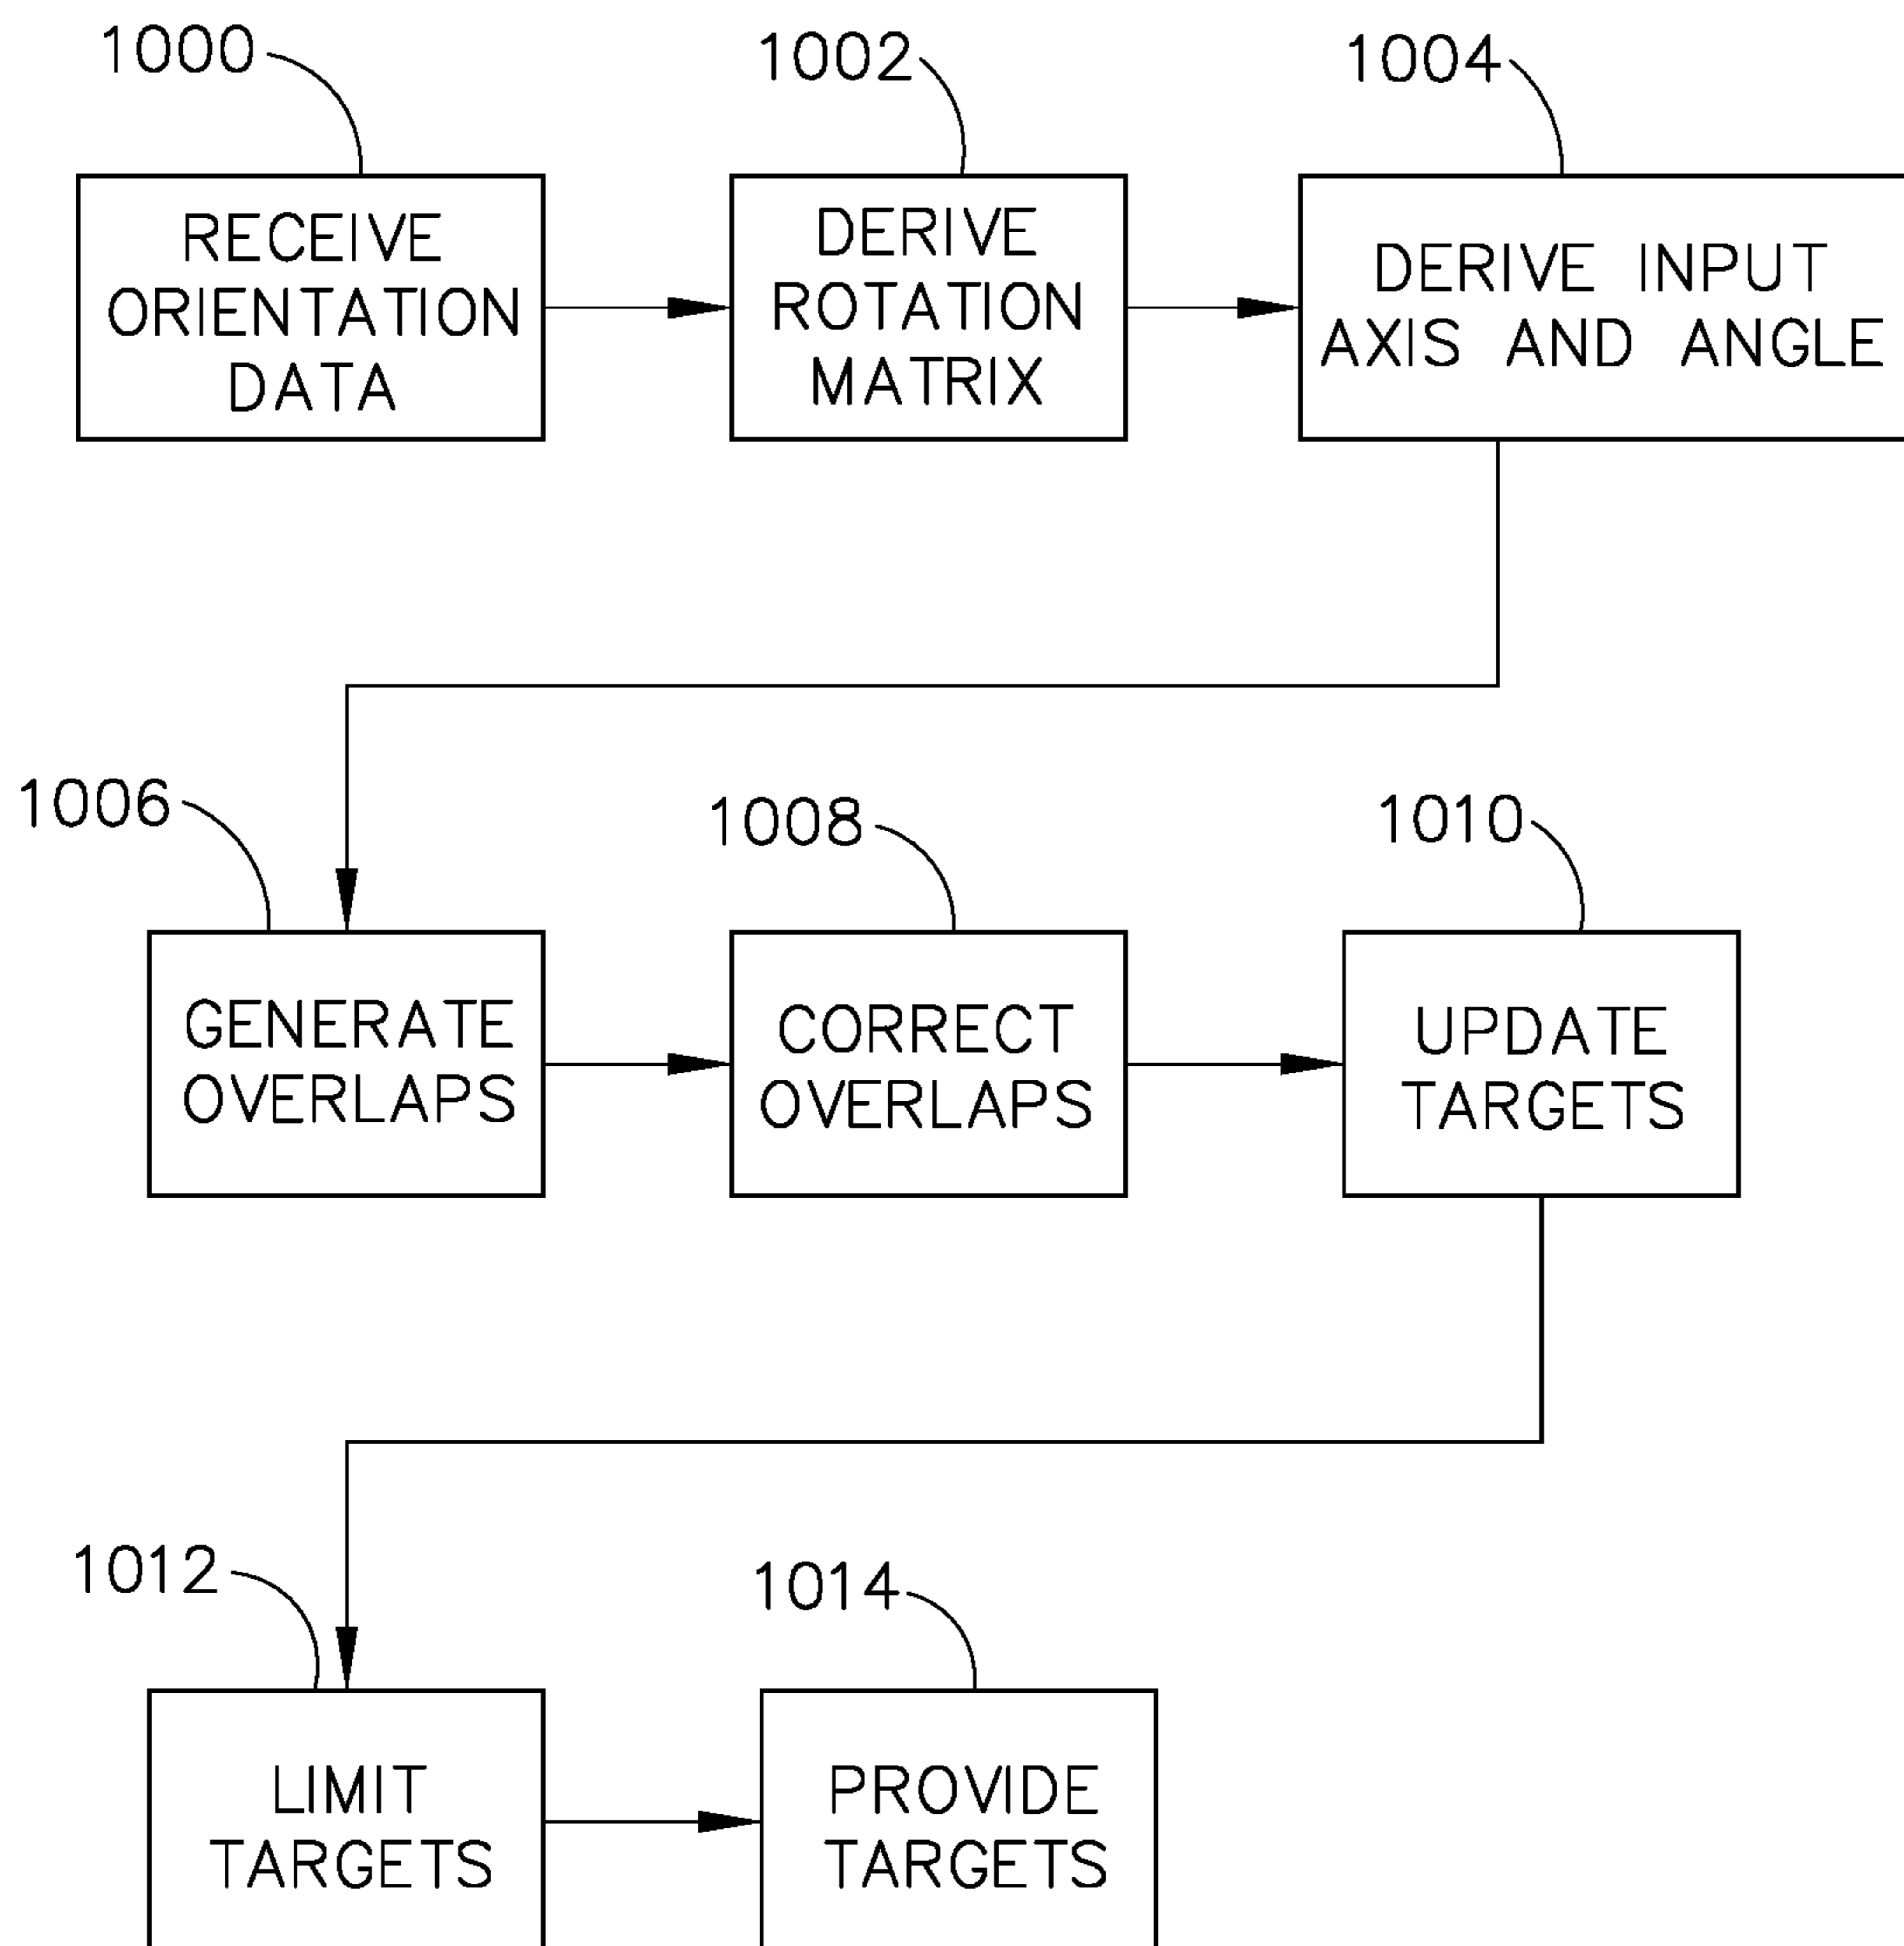 1000
RECEIVE
ORIENTATION
DATA
1002
DERIVE
ROTATION
MATRIX
1004
DERIVE INPUT
AXIS AND ANGLE
1006
GENERATE
OVERLAPS
1008
CORRECT
OVERLAPS
1010
UPDATE
TARGETS
1012
LIMIT
TARGETS
1014
PROVIDE
TARGETS